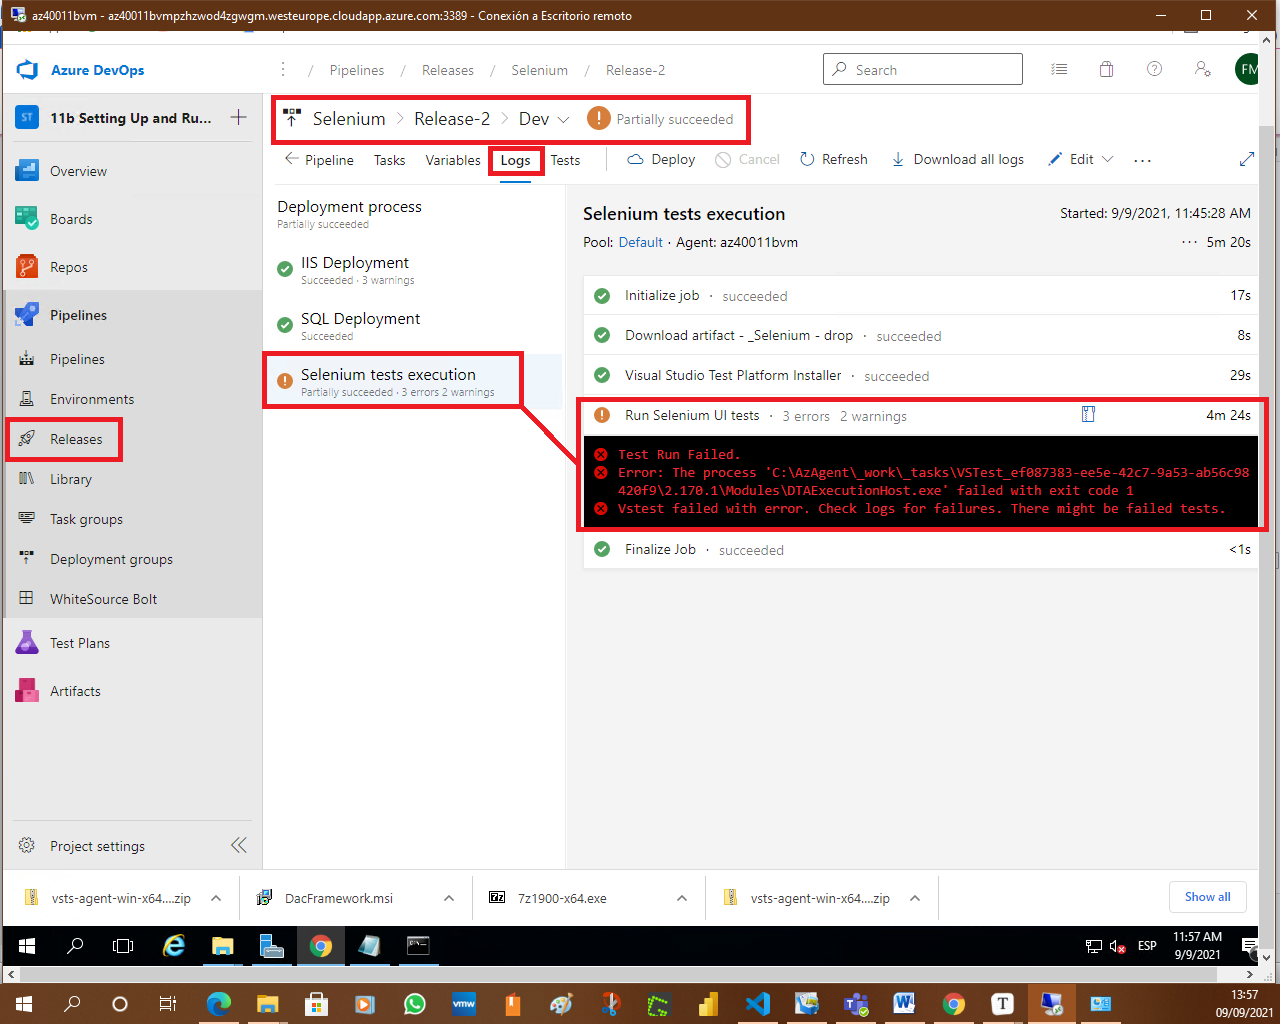 az40011bvm - az40011bvmpzhzwod4zgwgm.westeurope.cloudapp.azure.com:3389 - Conexión a Escritorio remoto
Azure DevOps
/ Pipelines / Releases / Selenium / Release-2
Search
FM
ST
11b Setting Up and Ru...
Overview
Boards
Repos
Pipelines
Pipelines
Environments
Releases
Library
Task groups
Deployment groups
WhiteSource Bolt
Test Plans
Artifacts
Project settings
Selenium > Release-2 > Dev
Partially succeeded
Pipeline
Tasks
Variables
Logs
Tests
Deploy
Cancel
Refresh
Download all logs
Edit
Deployment process
Partially succeeded
IIS Deployment
Succeeded · 3 warnings
SQL Deployment
Succeeded
Selenium tests execution
Partially succeeded · 3 errors 2 warnings
Selenium tests execution
Started: 9/9/2021, 11:45:28 AM
Pool: Default · Agent: az40011bvm
··· 5m 20s
Initialize job · succeeded
17s
Download artifact - _Selenium - drop · succeeded
8s
Visual Studio Test Platform Installer · succeeded
29s
Run Selenium UI tests · 3 errors 2 warnings
4m 24s
Test Run Failed.
Error: The process 'C:\AzAgent\_work\_tasks\VSTest_ef087383-ee5e-42c7-9a53-ab56c98
420f9\2.170.1\Modules\DTAExecutionHost.exe' failed with exit code 1
Vstest failed with error. Check logs for failures. There might be failed tests.
Finalize Job · succeeded
<1s
vsts-agent-win-x64....zip
DacFramework.msi
7z
7z1900-x64.exe
vsts-agent-win-x64....zip
Show all
ESP
11:57 AM
9/9/2021
vmw
T
13:57
09/09/2021